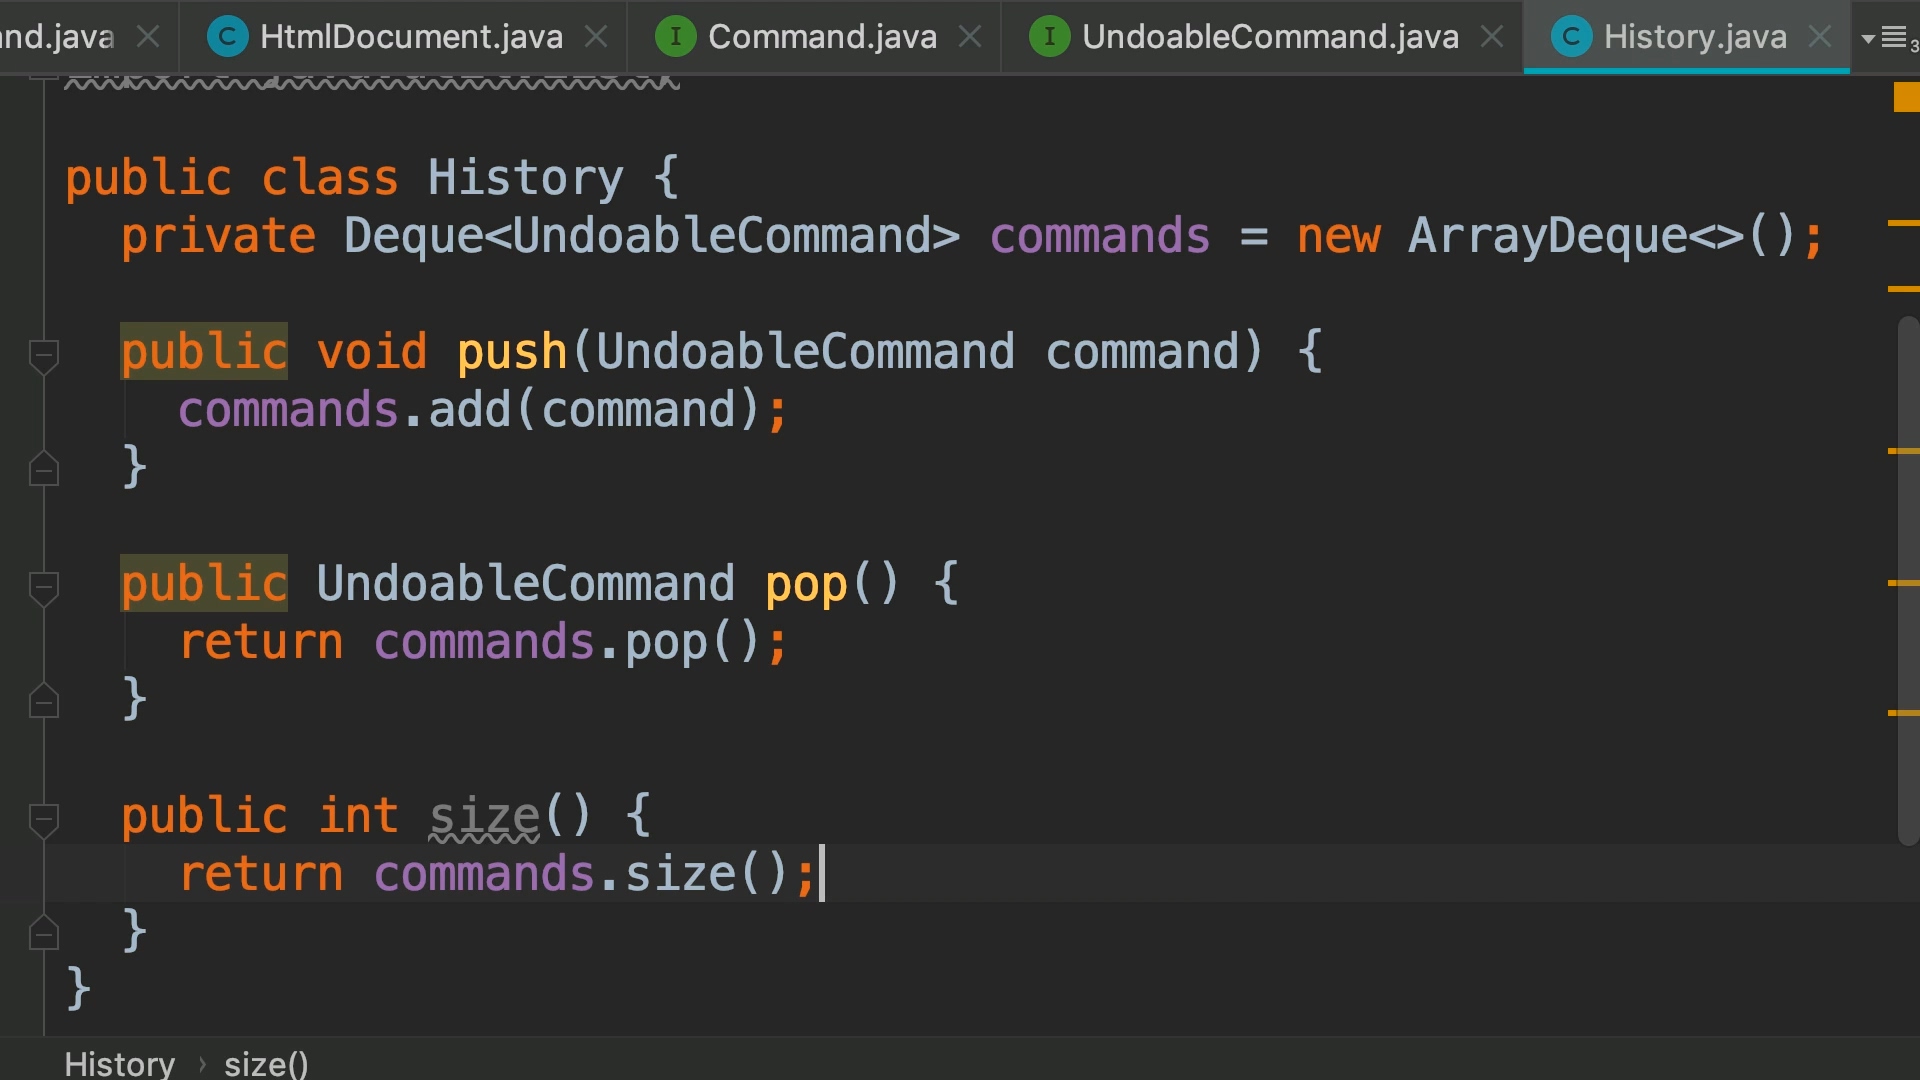 nd.java HtmlDocument.java Command.java UndoableCommand.java History.java 3
public class History {
private Deque<UndoableCommand> commands = new ArrayDeque<>();
public void push(UndoableCommand command) {
commands.add(command);
}
public UndoableCommand pop() {
return commands.pop();
}
public int size() {
return commands.size();
}
}
History › size()